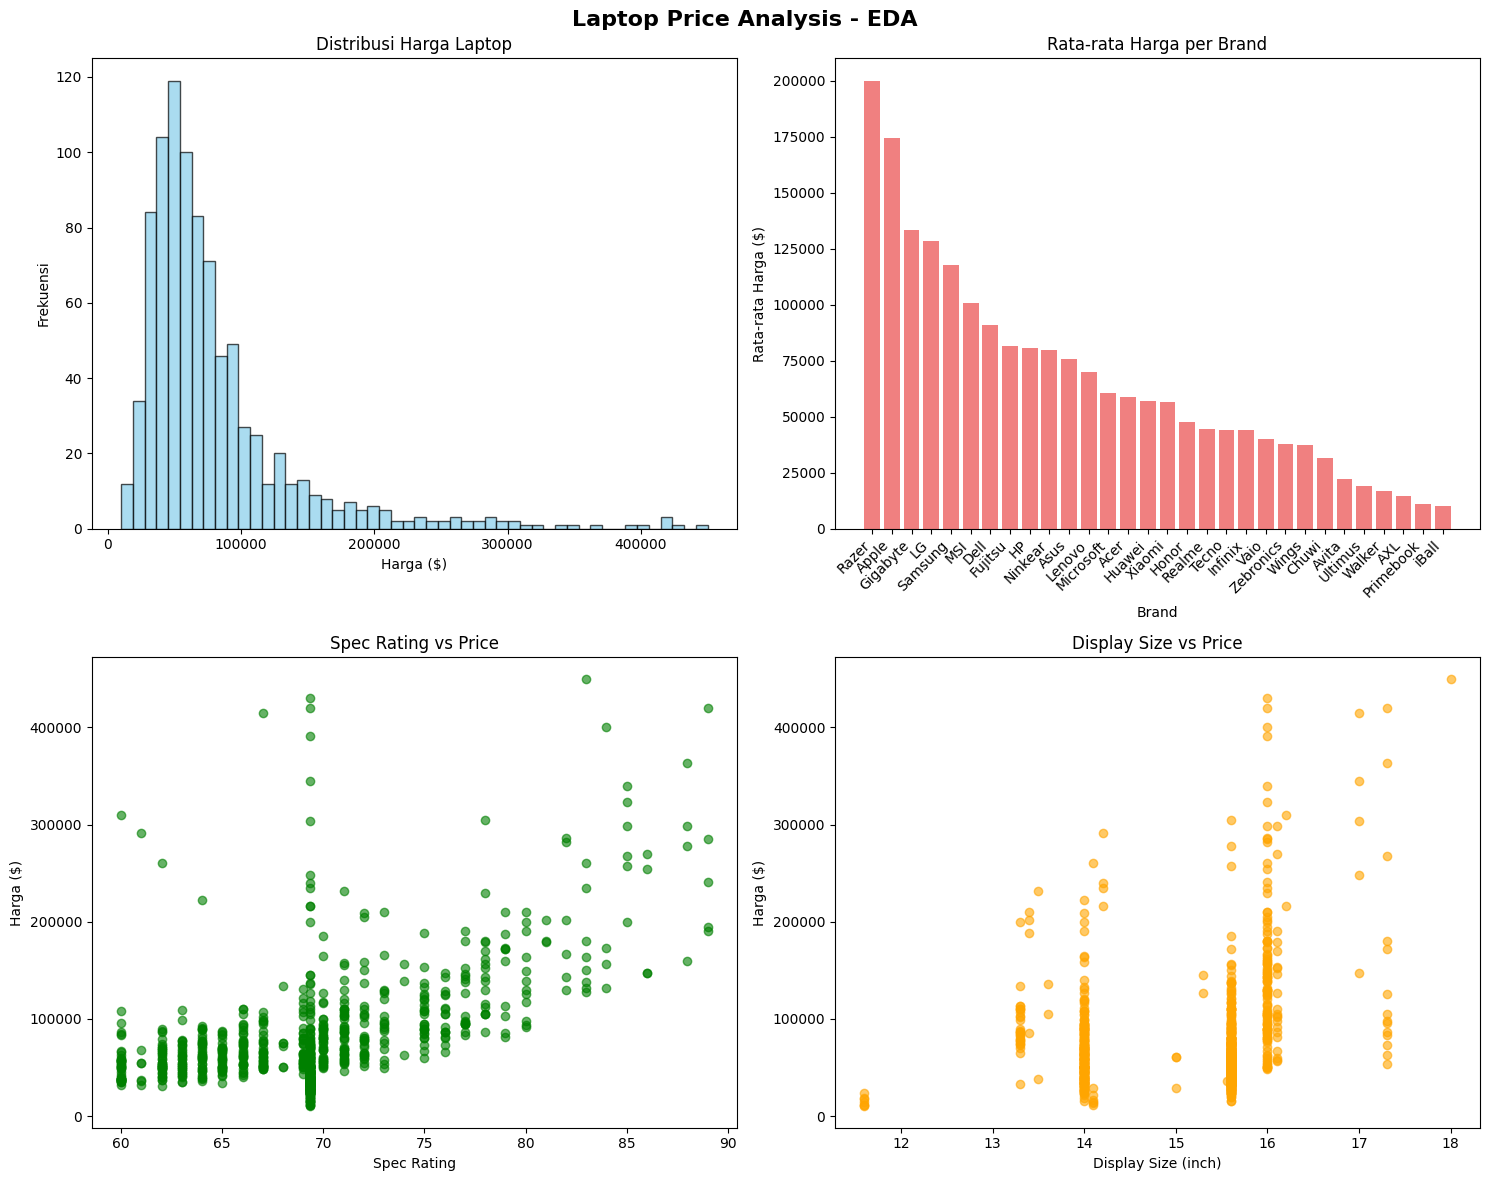 Laptop Price Analysis - EDA
Distribusi Harga Laptop
120
100
80
60
40
20
0
Frekuensi
0 100000 200000 300000 400000
Harga ($)
Rata-rata Harga per Brand
200000
175000
150000
125000
100000
75000
50000
25000
0
Rata-rata Harga ($)
Razer
Apple
Gigabyte
LG
Samsung
MSI
Dell
Fujitsu
HP
Ninkear
Asus
Lenovo
Microsoft
Acer
Huawei
Xiaomi
Honor
Realme
Tecno
Infinix
Vaio
Zebronics
Wings
Chuwi
Avita
Ultimus
Walker
AXL
Primebook
iBall
Brand
Spec Rating vs Price
400000
300000
200000
100000
0
Harga ($)
60 65 70 75 80 85 90
Spec Rating
Display Size vs Price
400000
300000
200000
100000
0
Harga ($)
12 13 14 15 16 17 18
Display Size (inch)